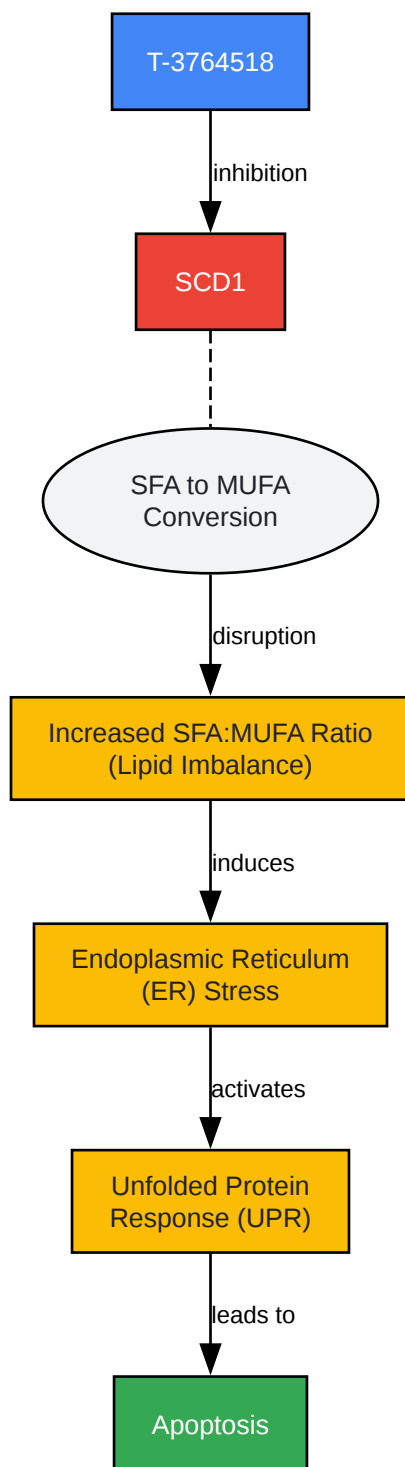 T-3764518
inhibition
SCD1
SFA to MUFA
Conversion
disruption
Increased SFA:MUFA Ratio
(Lipid Imbalance)
induces
Endoplasmic Reticulum
(ER) Stress
activates
Unfolded Protein
Response (UPR)
leads to
Apoptosis